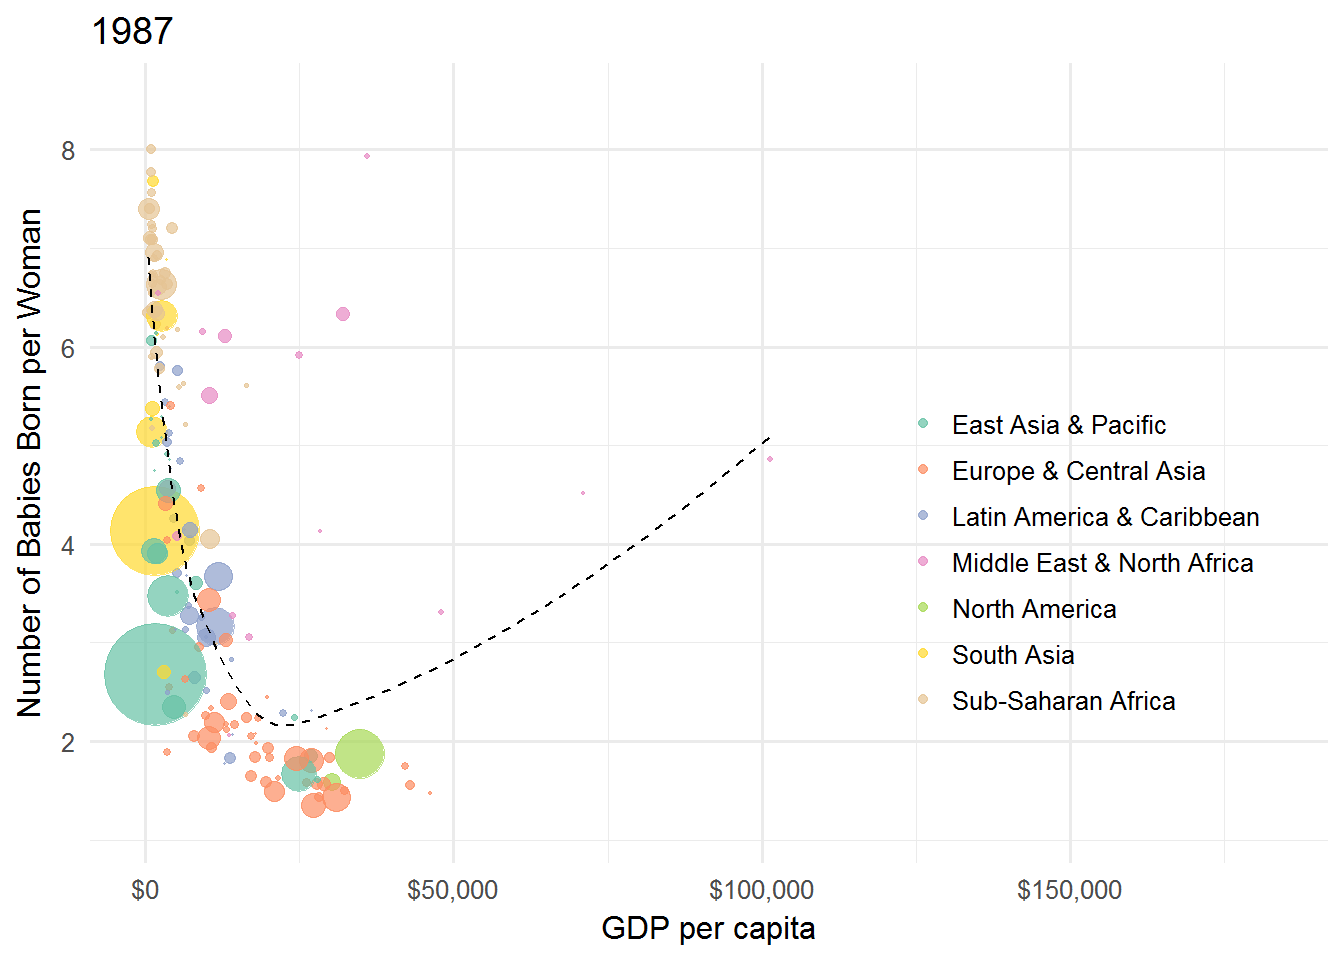 1987
Number of Babies Born per Woman
8
6
4
2
East Asia & Pacific
Europe & Central Asia
Latin America & Caribbean
Middle East & North Africa
North America
South Asia
Sub-Saharan Africa
$0
$50,000
$100,000
$150,000
GDP per capita